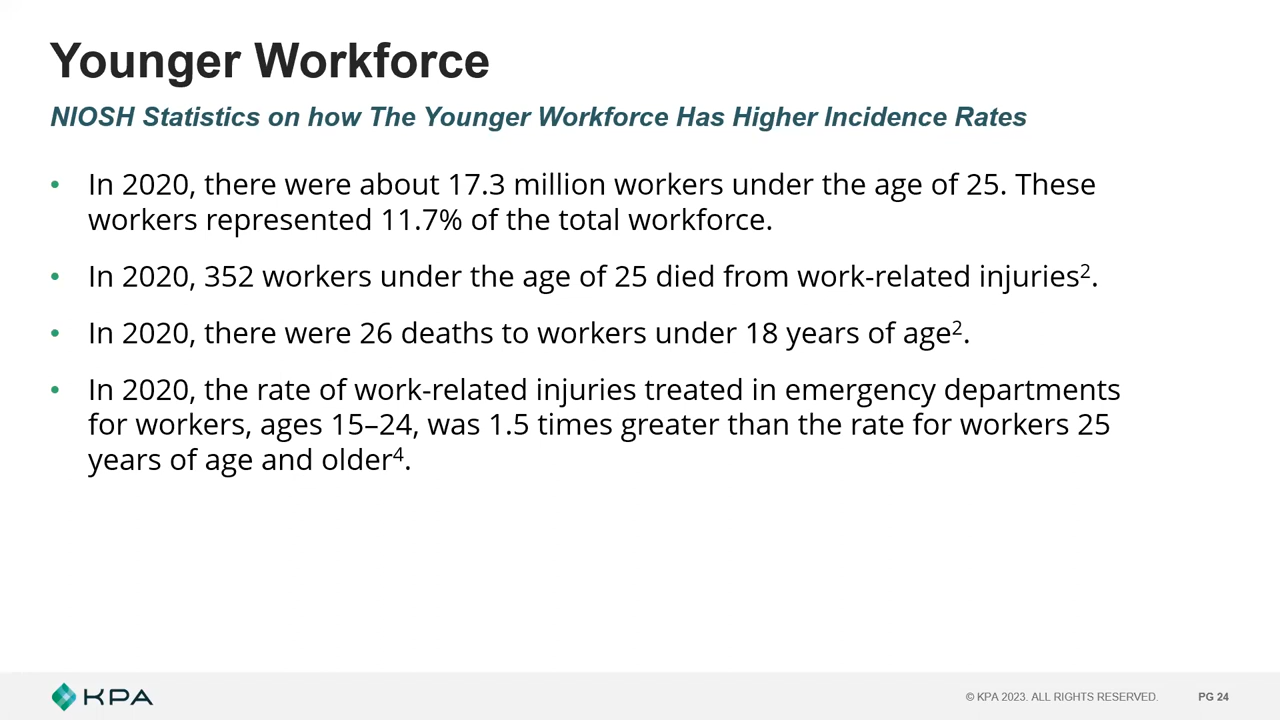 Younger Workforce
NIOSH Statistics on how The Younger Workforce Has Higher Incidence Rates
• In 2020, there were about 17.3 million workers under the age of 25. These
workers represented 11.7% of the total workforce.
• In 2020, 352 workers under the age of 25 died from work-related injuries².
• In 2020, there were 26 deaths to workers under 18 years of age².
• In 2020, the rate of work-related injuries treated in emergency departments
for workers, ages 15–24, was 1.5 times greater than the rate for workers 25
years of age and older⁴.
KPA
© KPA 2023. ALL RIGHTS RESERVED. PG 24